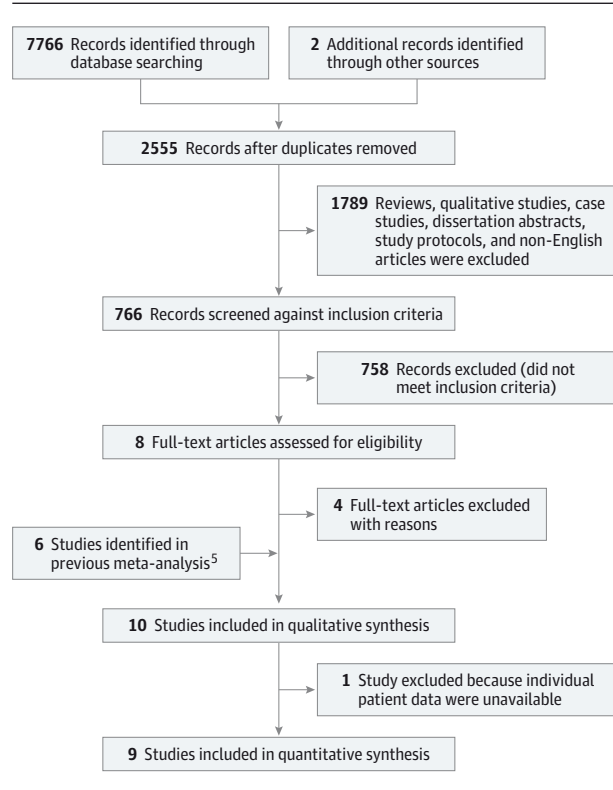 7766 Records identified through
database searching
2 Additional records identified
through other sources
2555 Records after duplicates removed
1789 Reviews, qualitative studies, case
studies, dissertation abstracts,
study protocols, and non-English
articles were excluded
766 Records screened against inclusion criteria
758 Records excluded (did not
meet inclusion criteria)
8 Full-text articles assessed for eligibility
4 Full-text articles excluded
with reasons
6 Studies identified in
previous meta-analysis5
10 Studies included in qualitative synthesis
1 Study excluded because individual
patient data were unavailable
9 Studies included in quantitative synthesis